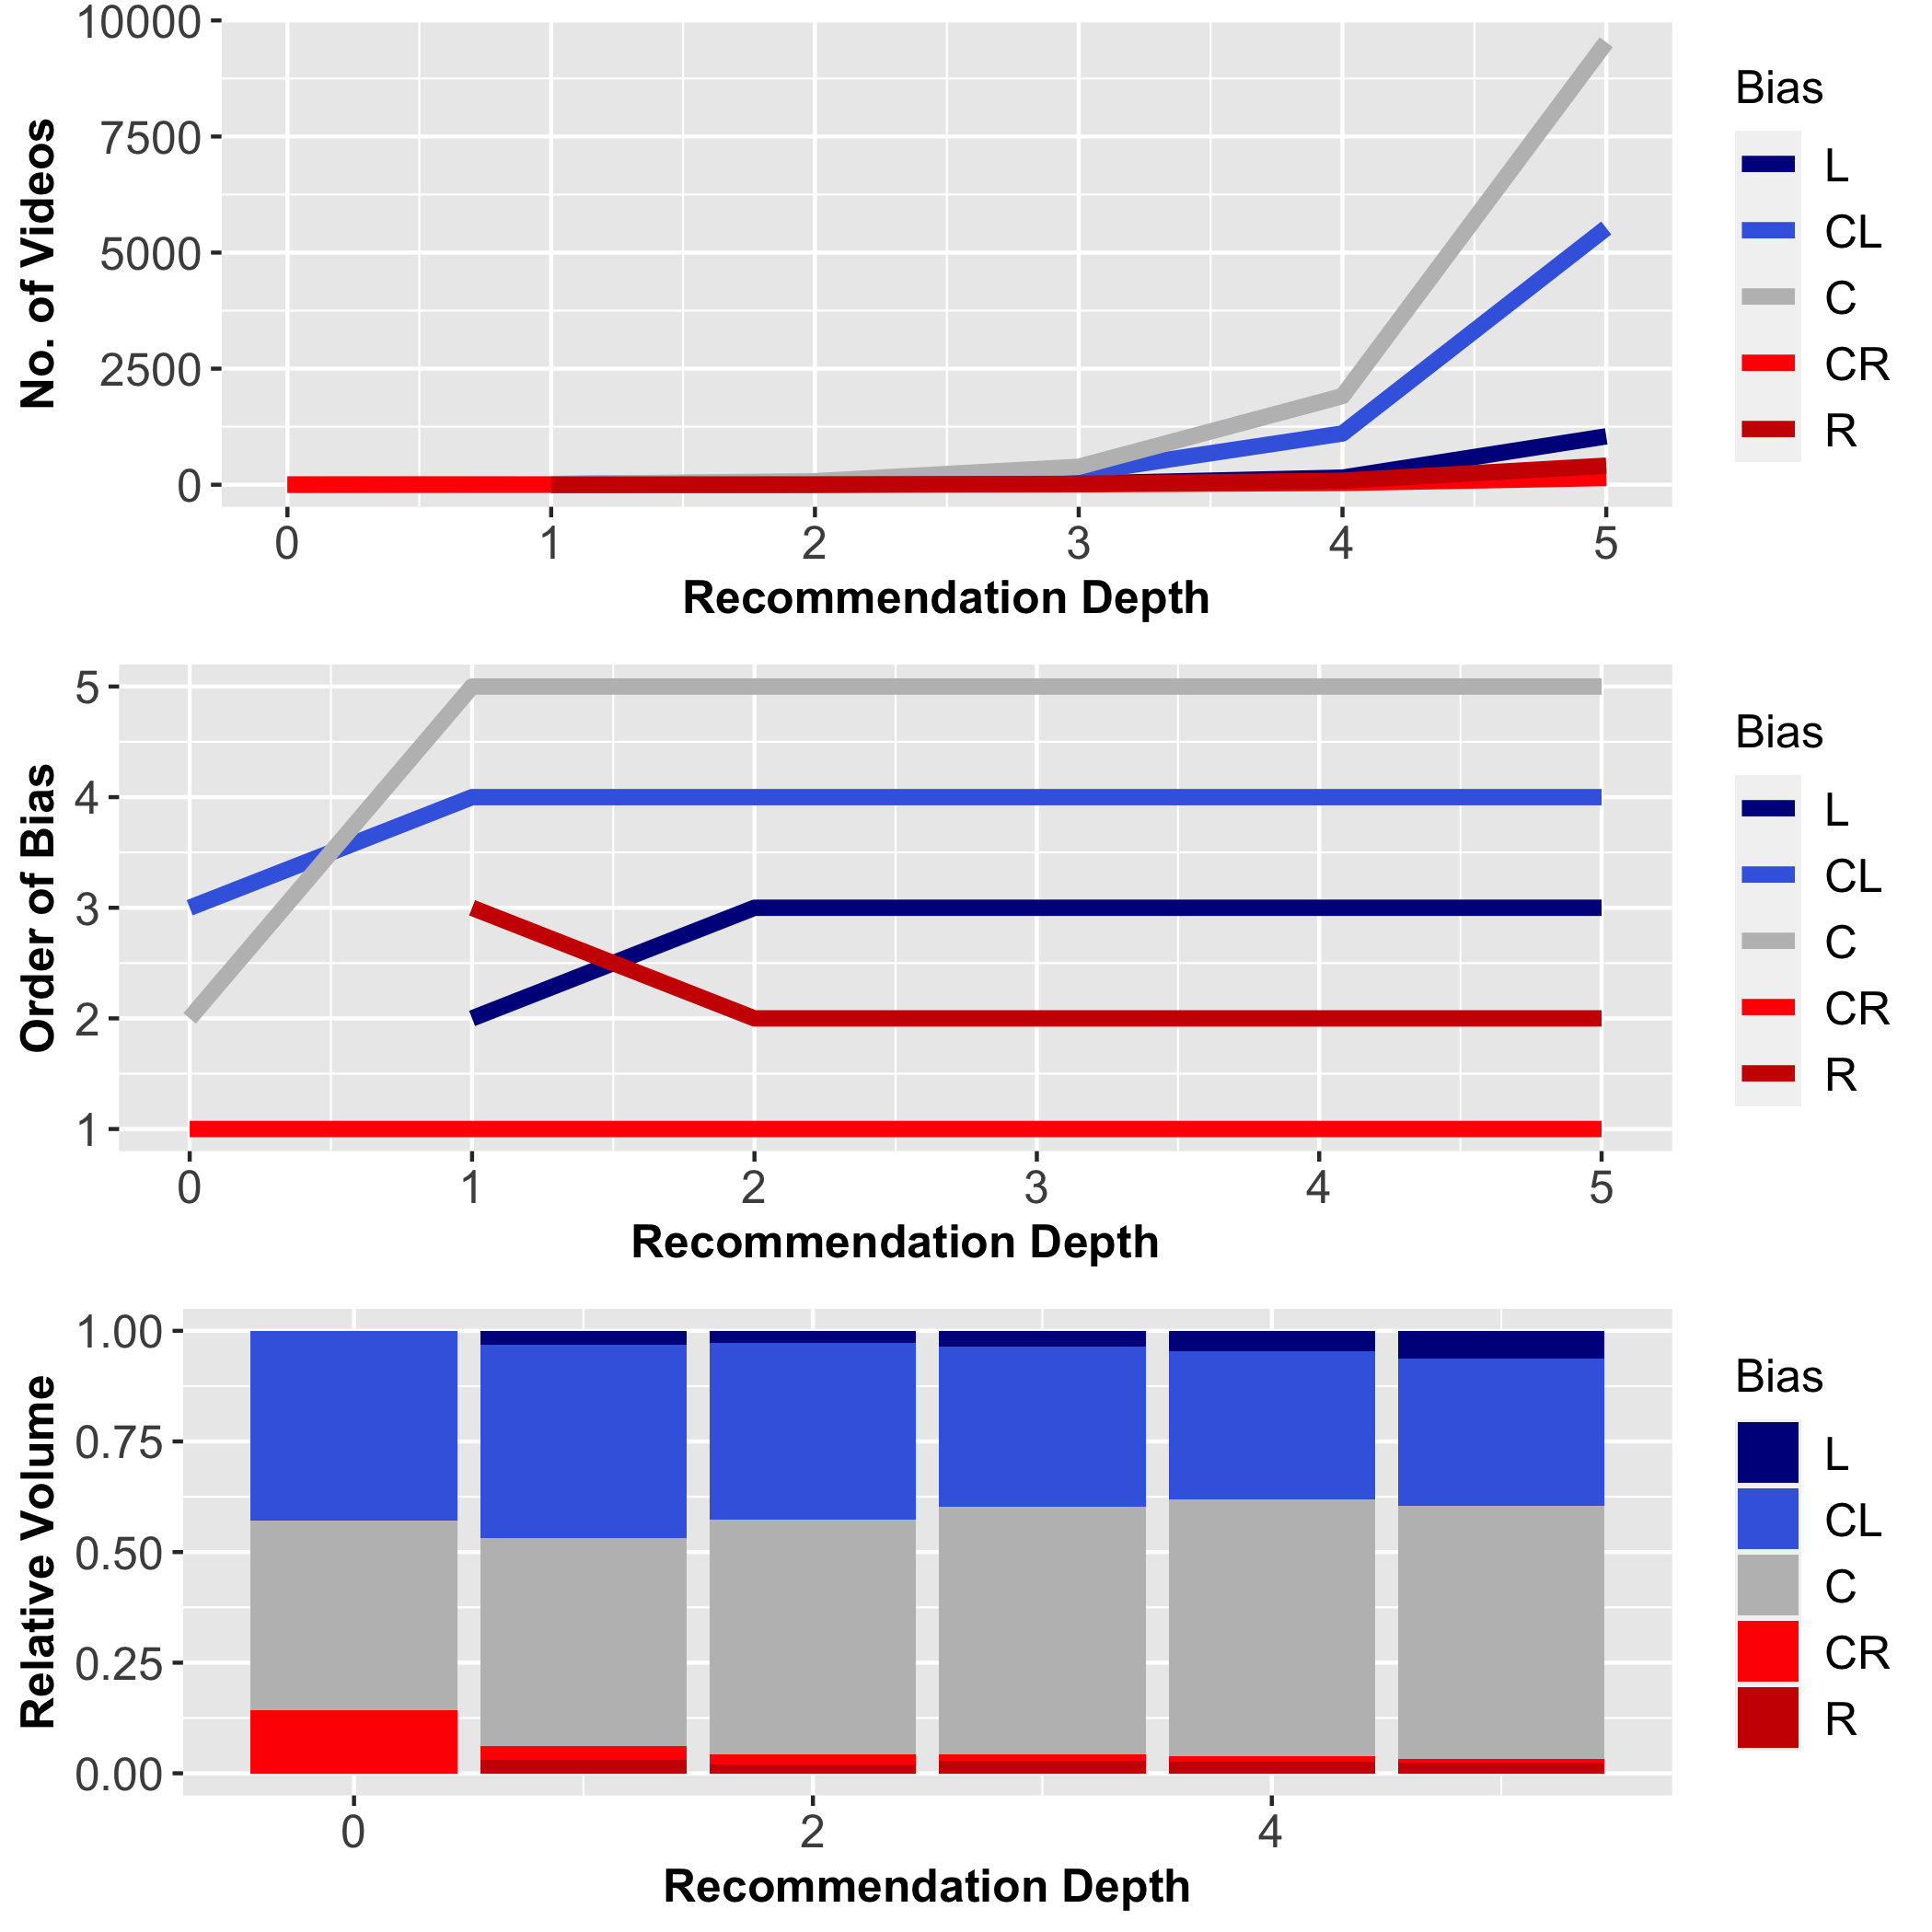 10000
7500
5000
2500
0
No. of Videos
0 1 2 3 4 5
Recommendation Depth
Bias
L
CL
C
CR
R
5
4
3
2
1
Order of Bias
0 1 2 3 4 5
Recommendation Depth
Bias
L
CL
C
CR
R
1.00
0.75
0.50
0.25
0.00
Relative Volume
0 2 4
Recommendation Depth
Bias
L
CL
C
CR
R